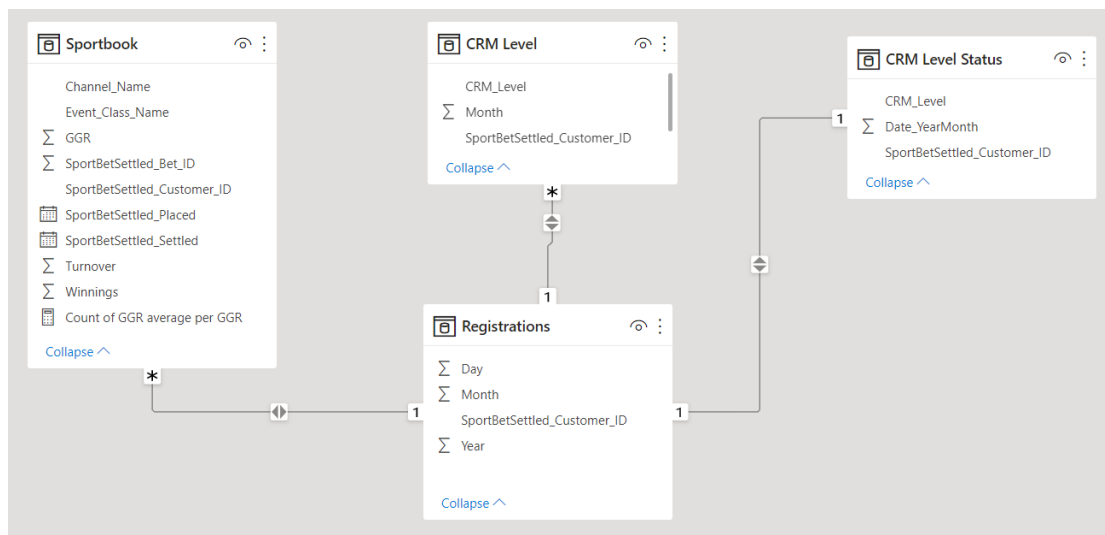 Sportbook
Channel_Name
Event_Class_Name
GGR
SportBetSettled_Bet_ID
SportBetSettled_Customer_ID
SportBetSettled_Placed
SportBetSettled_Settled
Turnover
Winnings
Count of GGR average per GGR
Collapse
CRM Level
CRM_Level
Month
SportBetSettled_Customer_ID
Collapse
CRM Level Status
CRM_Level
Date_YearMonth
SportBetSettled_Customer_ID
Collapse
Registrations
Day
Month
SportBetSettled_Customer_ID
Year
Collapse
*
1
*
1
1
1